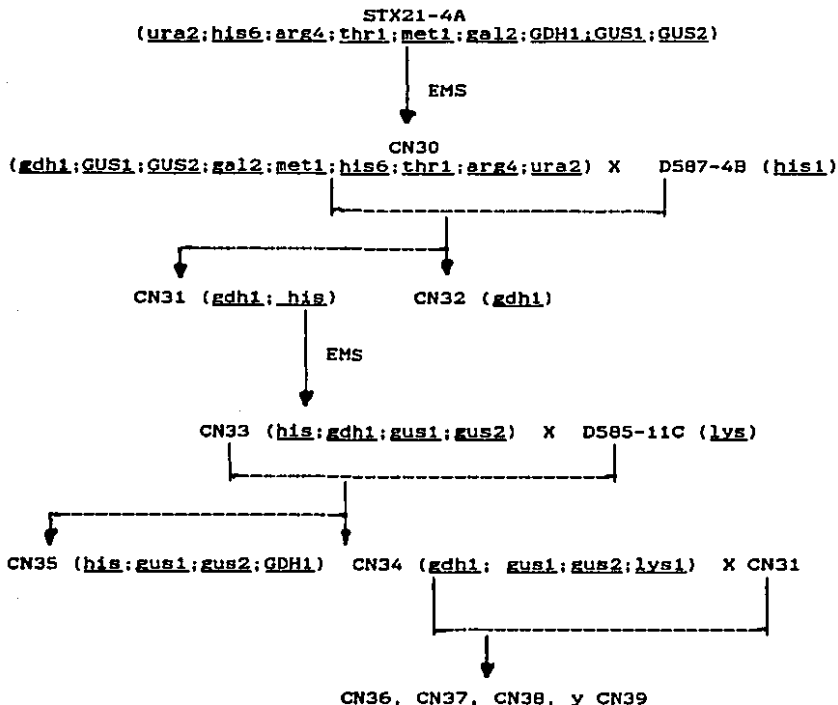 STX21-4A
(ura2;his6;arg4;thr1;met1;gal2;GDH1;GUS1;GUS2)
EMS
CN30
(gdh1;GUS1;GUS2;gal2;met1;his6;thr1;arg4;ura2) X D587-4B (his1)
CN31 (gdh1; his) CN32 (gdh1)
EMS
CN33 (his;gdh1;gus1;gus2) X D585-11C (lys)
CN35 (his;gus1;gus2;GDH1) CN34 (gdh1; gus1;gus2;lys1) X CN31
CN36, CN37, CN38, y CN39